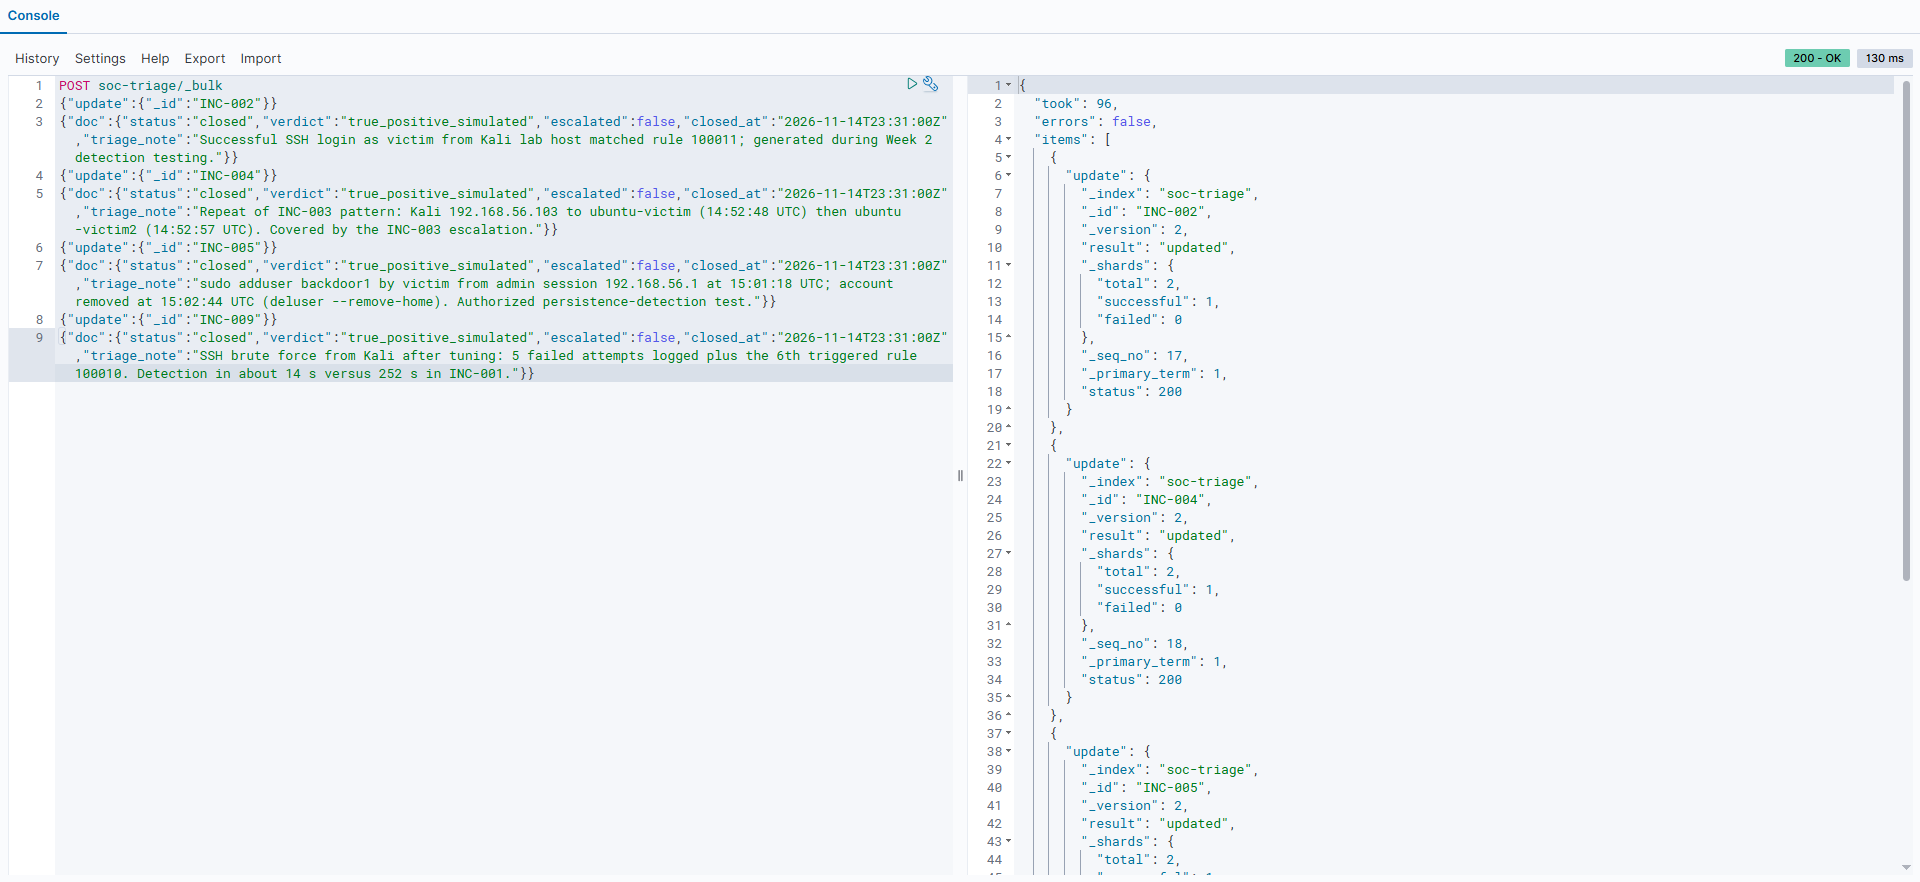 Console
History Settings Help Export Import
200 - OK 130 ms
1 POST soc-triage/_bulk
2 {"update":{"_id":"INC-002"}}
3 {"doc":{"status":"closed","verdict":"true_positive_simulated","escalated":false,"closed_at":"2026-11-14T23:31:00Z"
,"triage_note":"Successful SSH login as victim from Kali lab host matched rule 100011; generated during Week 2
detection testing."}}
4 {"update":{"_id":"INC-004"}}
5 {"doc":{"status":"closed","verdict":"true_positive_simulated","escalated":false,"closed_at":"2026-11-14T23:31:00Z"
,"triage_note":"Repeat of INC-003 pattern: Kali 192.168.56.103 to ubuntu-victim (14:52:48 UTC) then ubuntu
-victim2 (14:52:57 UTC). Covered by the INC-003 escalation."}}
6 {"update":{"_id":"INC-005"}}
7 {"doc":{"status":"closed","verdict":"true_positive_simulated","escalated":false,"closed_at":"2026-11-14T23:31:00Z"
,"triage_note":"sudo adduser backdoor1 by victim from admin session 192.168.56.1 at 15:01:18 UTC; account
removed at 15:02:44 UTC (deluser --remove-home). Authorized persistence-detection test."}}
8 {"update":{"_id":"INC-009"}}
9 {"doc":{"status":"closed","verdict":"true_positive_simulated","escalated":false,"closed_at":"2026-11-14T23:31:00Z"
,"triage_note":"SSH brute force from Kali after tuning: 5 failed attempts logged plus the 6th triggered rule
100010. Detection in about 14 s versus 252 s in INC-001."}}
1 {
2 "took": 96,
3 "errors": false,
4 "items": [
5 {
6 "update": {
7 "_index": "soc-triage",
8 "_id": "INC-002",
9 "_version": 2,
10 "result": "updated",
11 "_shards": {
12 "total": 2,
13 "successful": 1,
14 "failed": 0
15 },
16 "_seq_no": 17,
17 "_primary_term": 1,
18 "status": 200
19 }
20 },
21 {
22 "update": {
23 "_index": "soc-triage",
24 "_id": "INC-004",
25 "_version": 2,
26 "result": "updated",
27 "_shards": {
28 "total": 2,
29 "successful": 1,
30 "failed": 0
31 },
32 "_seq_no": 18,
33 "_primary_term": 1,
34 "status": 200
35 }
36 },
37 {
38 "update": {
39 "_index": "soc-triage",
40 "_id": "INC-005",
41 "_version": 2,
42 "result": "updated",
43 "_shards": {
44 "total": 2,